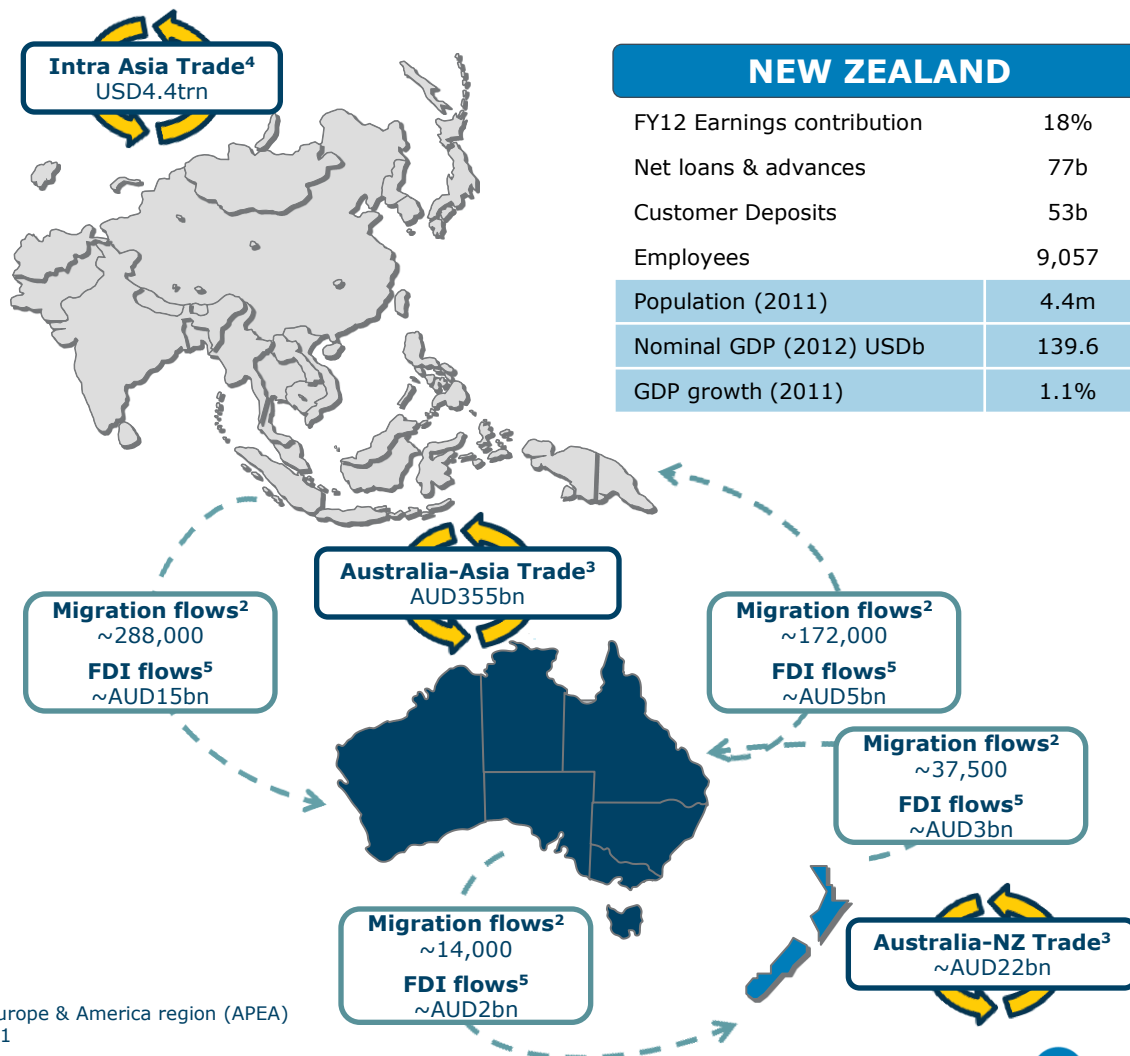 Intra Asia Trade⁴
USD4.4trn
NEW ZEALAND
FY12 Earnings contribution 18%
Net loans & advances 77b
Customer Deposits 53b
Employees 9,057
Population (2011) 4.4m
Nominal GDP (2012) USDb 139.6
GDP growth (2011) 1.1%
Australia-Asia Trade³
AUD355bn
Migration flows²
~288,000
FDI flows⁵
~AUD15bn
Migration flows²
~172,000
FDI flows⁵
~AUD5bn
Migration flows²
~37,500
FDI flows⁵
~AUD3bn
Migration flows²
~14,000
FDI flows⁵
~AUD2bn
Australia-NZ Trade³
~AUD22bn
urope & America region (APEA)
1